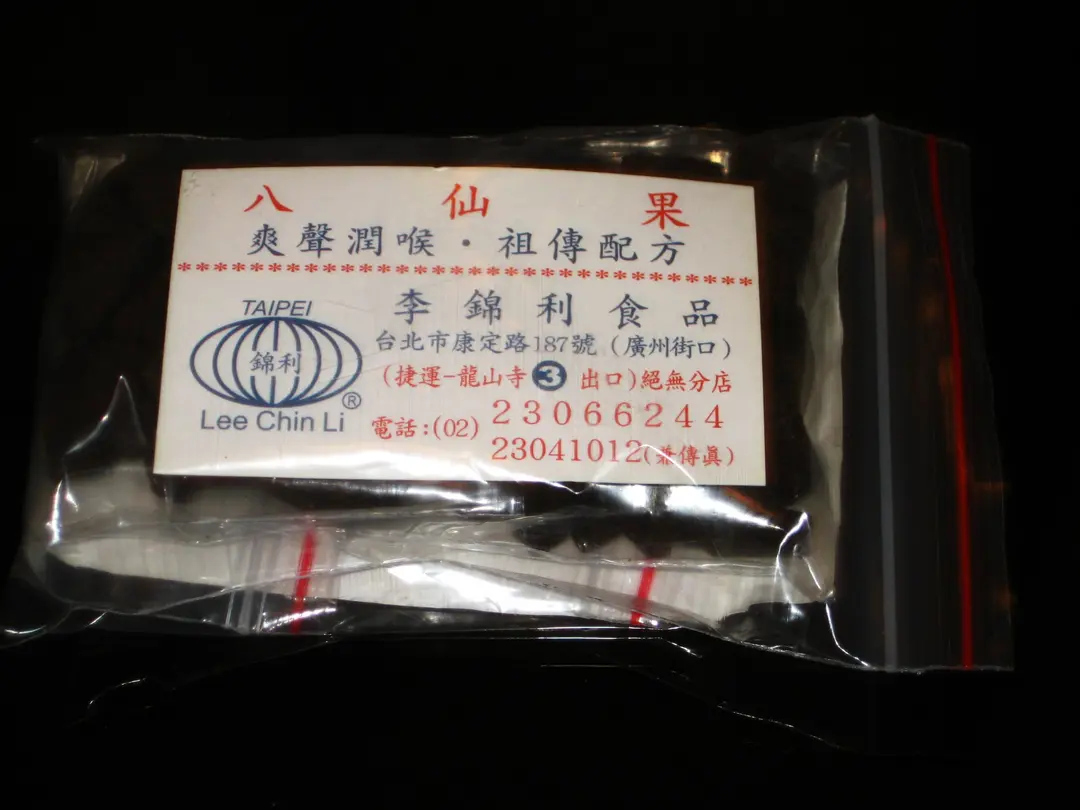 八仙果
爽聲潤喉·祖傳配方
*********************************************
TAIPEI
錦利
®
Lee Chin Li
李錦利食品
台北市康定路187號(廣州街口)
(捷運-龍山寺3出口)絕無分店
電話:(02) 23066244
23041012(兼傳眞)